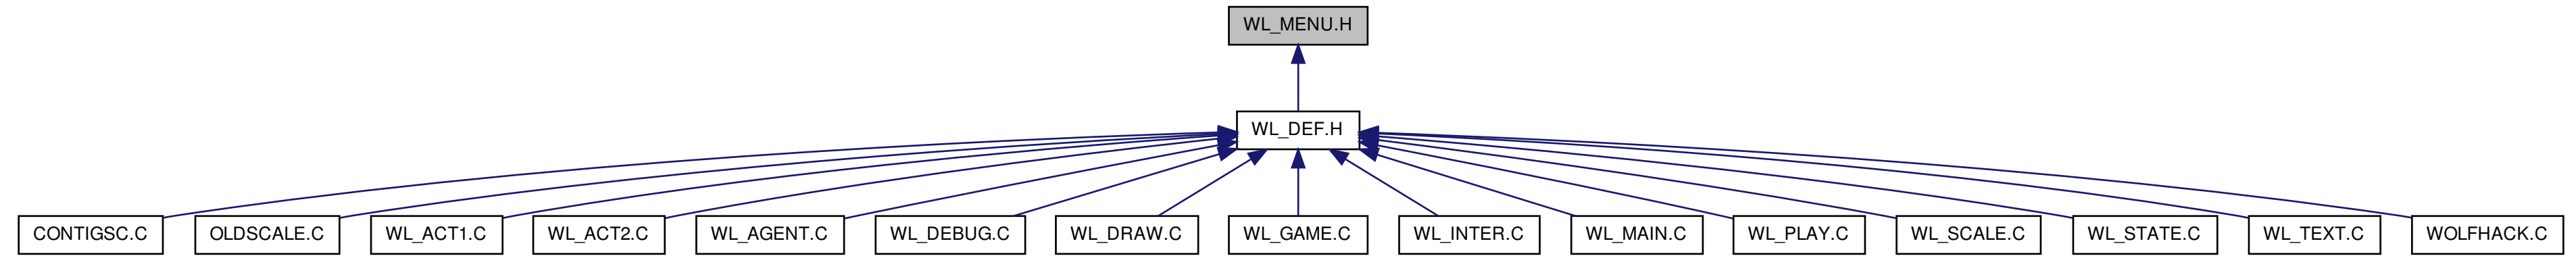 WL_MENU.H
WL_DEF.H
CONTIGSC.C
OLDSCALE.C
WL_ACT1.C
WL_ACT2.C
WL_AGENT.C
WL_DEBUG.C
WL_DRAW.C
WL_GAME.C
WL_INTER.C
WL_MAIN.C
WL_PLAY.C
WL_SCALE.C
WL_STATE.C
WL_TEXT.C
WOLFHACK.C